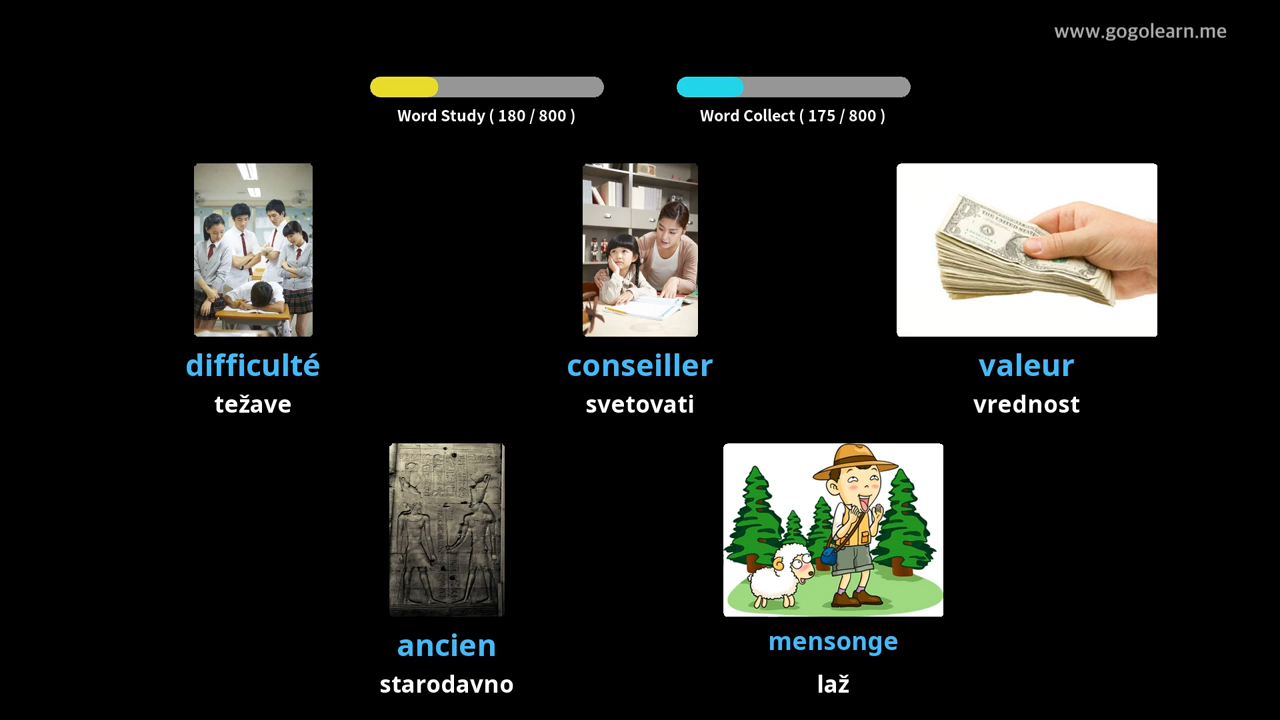 www.gogolearn.me
Word Study ( 180 / 800 )
Word Collect ( 175 / 800 )
difficulté
težave
conseiller
svetovati
valeur
vrednost
ancien
starodavno
mensonge
laž